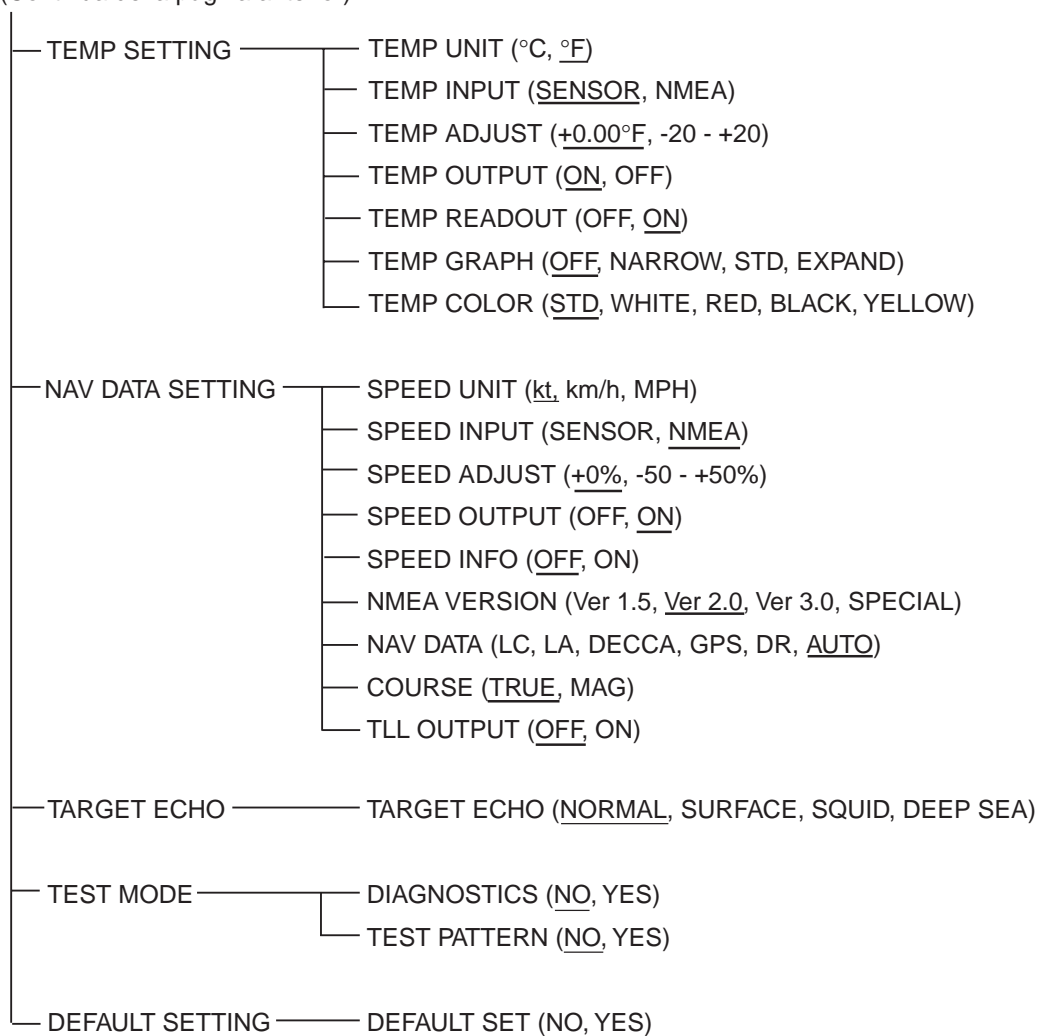 TEMP SETTING TEMP UNIT (°C, °F)
TEMP INPUT (SENSOR, NMEA)
TEMP ADJUST (+0.00°F, -20 - +20)
TEMP OUTPUT (ON, OFF)
TEMP READOUT (OFF, ON)
TEMP GRAPH (OFF, NARROW, STD, EXPAND)
TEMP COLOR (STD, WHITE, RED, BLACK, YELLOW)
NAV DATA SETTING SPEED UNIT (kt, km/h, MPH)
SPEED INPUT (SENSOR, NMEA)
SPEED ADJUST (+0%, -50 - +50%)
SPEED OUTPUT (OFF, ON)
SPEED INFO (OFF, ON)
NMEA VERSION (Ver 1.5, Ver 2.0, Ver 3.0, SPECIAL)
NAV DATA (LC, LA, DECCA, GPS, DR, AUTO)
COURSE (TRUE, MAG)
TLL OUTPUT (OFF, ON)
TARGET ECHO TARGET ECHO (NORMAL, SURFACE, SQUID, DEEP SEA)
TEST MODE DIAGNOSTICS (NO, YES)
TEST PATTERN (NO, YES)
DEFAULT SETTING DEFAULT SET (NO, YES)